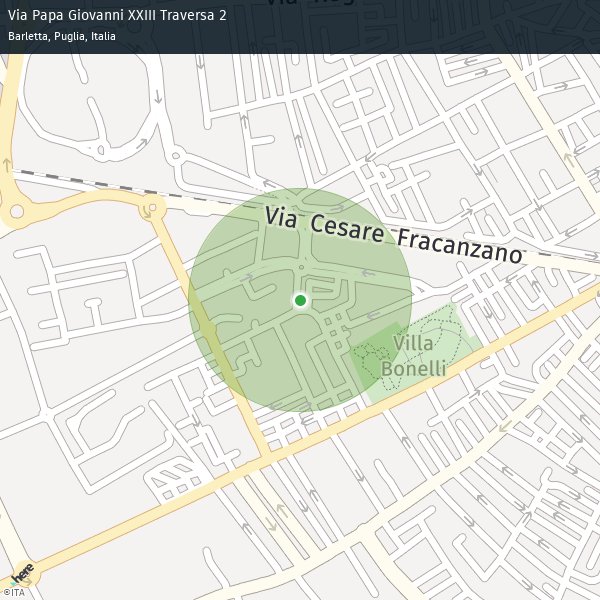 Via Papa Giovanni XXIII Traversa 2
Barletta, Puglia, Italia
Via Cesare Fracanzano
Villa
Bonelli
here
©ITA